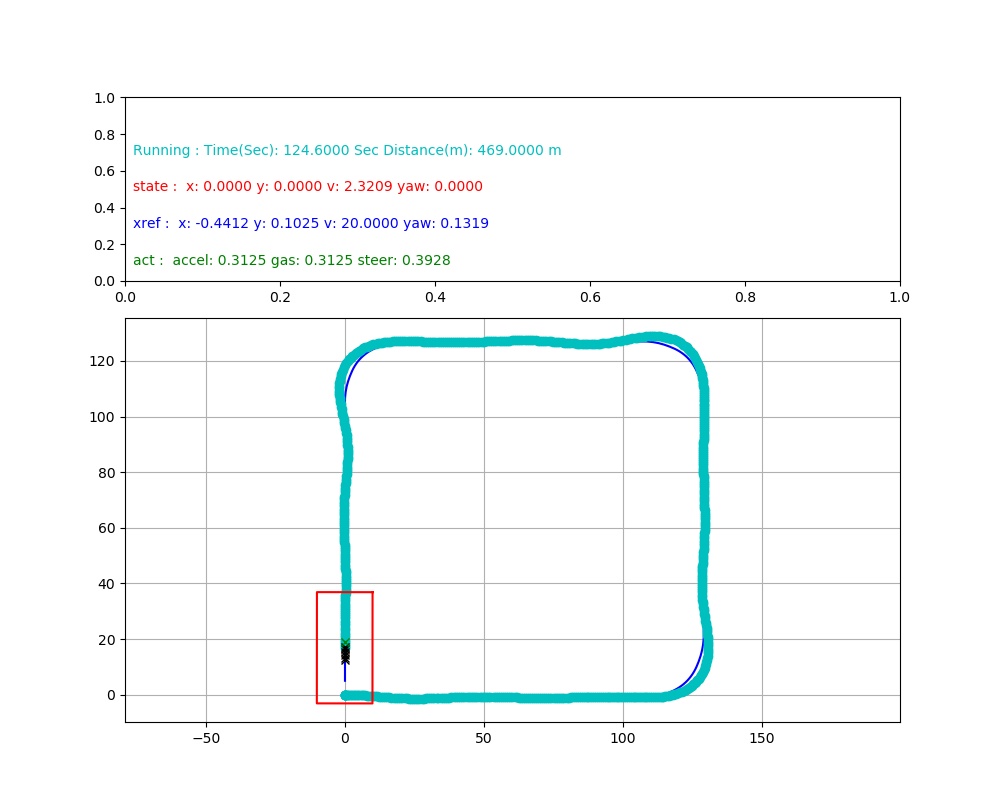 1.0
0.8
Running : Time(Sec): 124.6000 Sec Distance(m): 469.0000 m
0.6
state :  x: 0.0000 y: 0.0000 v: 2.3209 yaw: 0.0000
0.4
xref :  x: -0.4412 y: 0.1025 v: 20.0000 yaw: 0.1319
0.2
act :  accel: 0.3125 gas: 0.3125 steer: 0.3928
0.0
0.0 0.2 0.4 0.6 0.8 1.0
120
100
80
60
40
20
0
−50 0 50 100 150